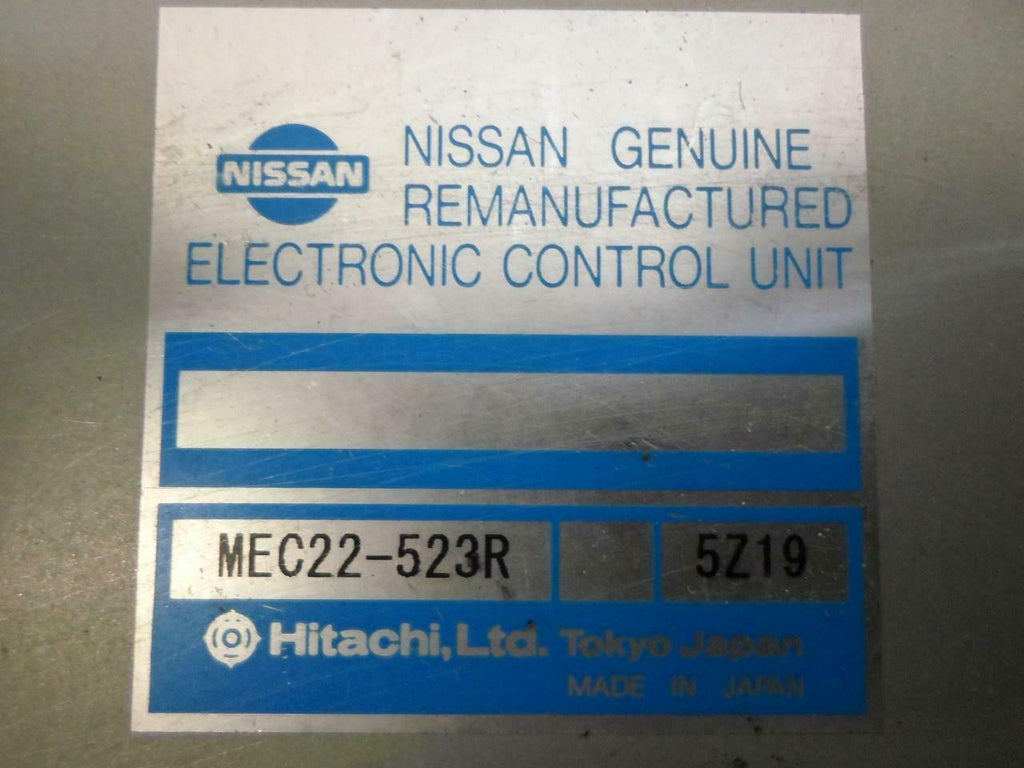 NISSAN
NISSAN GENUINE
REMANUFACTURED
ELECTRONIC CONTROL UNIT
MEC22-523R 5Z19
Hitachi, Ltd. Tokyo Japan
MADE IN JAPAN